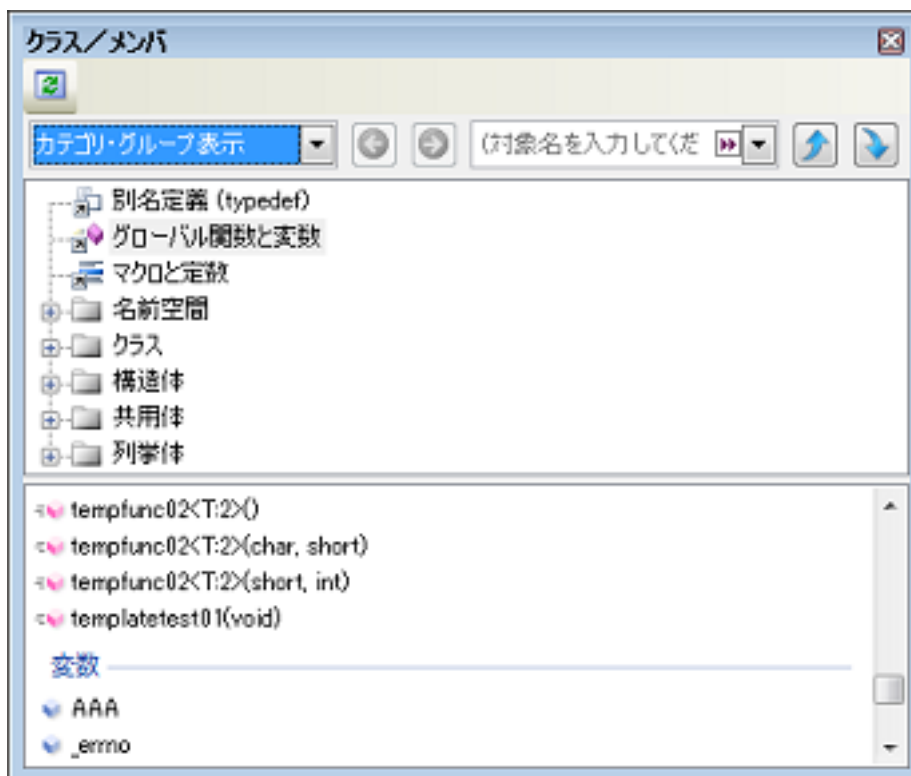 クラス／メンバ
カテゴリ・グループ表示
(対象名を入力してくだ
別名定義 (typedef)
グローバル関数と変数
マクロと定数
名前空間
クラス
構造体
共用体
列挙体
tempfunc02<T:2>()
tempfunc02<T:2>(char, short)
tempfunc02<T:2>(short, int)
templatetest01(void)
変数
AAA
_errno